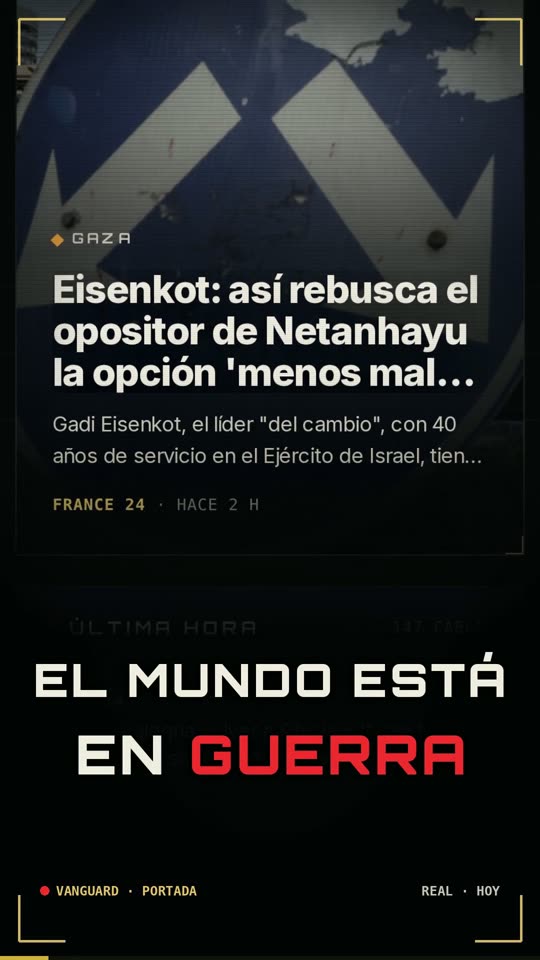 GAZA
Eisenkot: así rebusca el
opositor de Netanhayu
la opción 'menos mal...
Gadi Eisenkot, el líder "del cambio", con 40
años de servicio en el Ejército de Israel, tien...
FRANCE 24 · HACE 2 H
ÚLTIMA HORA
EL MUNDO ESTÁ
EN GUERRA
VANGUARD · PORTADA
REAL · HOY